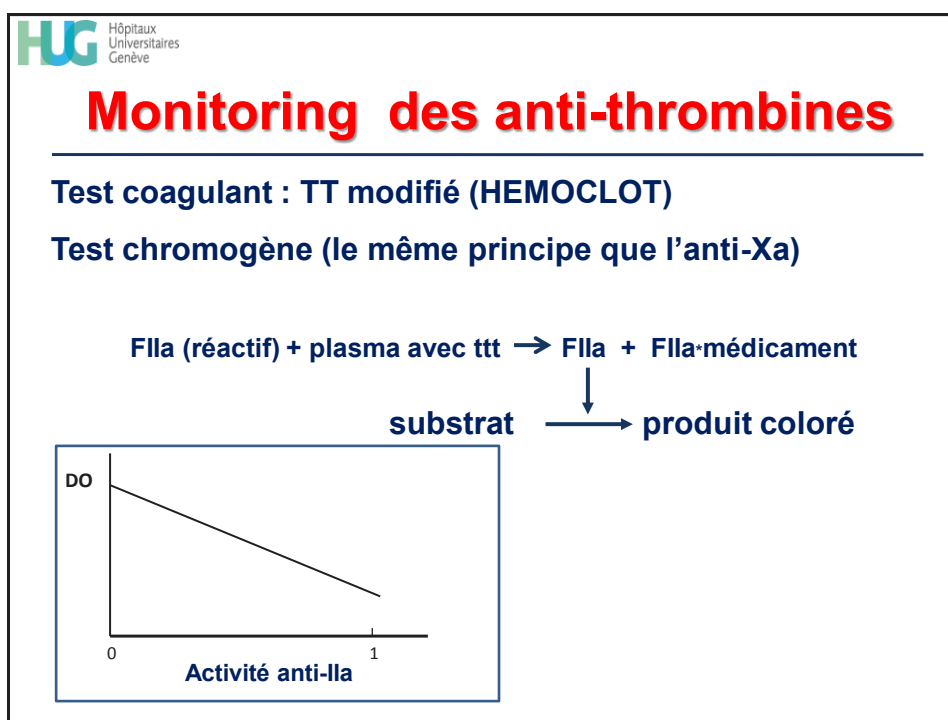 HUG
Hôpitaux
Universitaires
Genève
Monitoring des anti-thrombines
Test coagulant : TT modifié (HEMOCLOT)
Test chromogène (le même principe que l'anti-Xa)
FIIa (réactif) + plasma avec ttt → FIIa + FIIa*médicament
substrat → produit coloré
DO
0 1
Activité anti-IIa